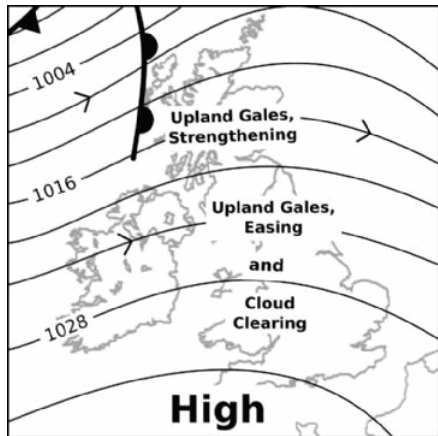 1004
Upland Gales,
Strengthening
1016
Upland Gales,
Easing
and
Cloud
Clearing
1028
High